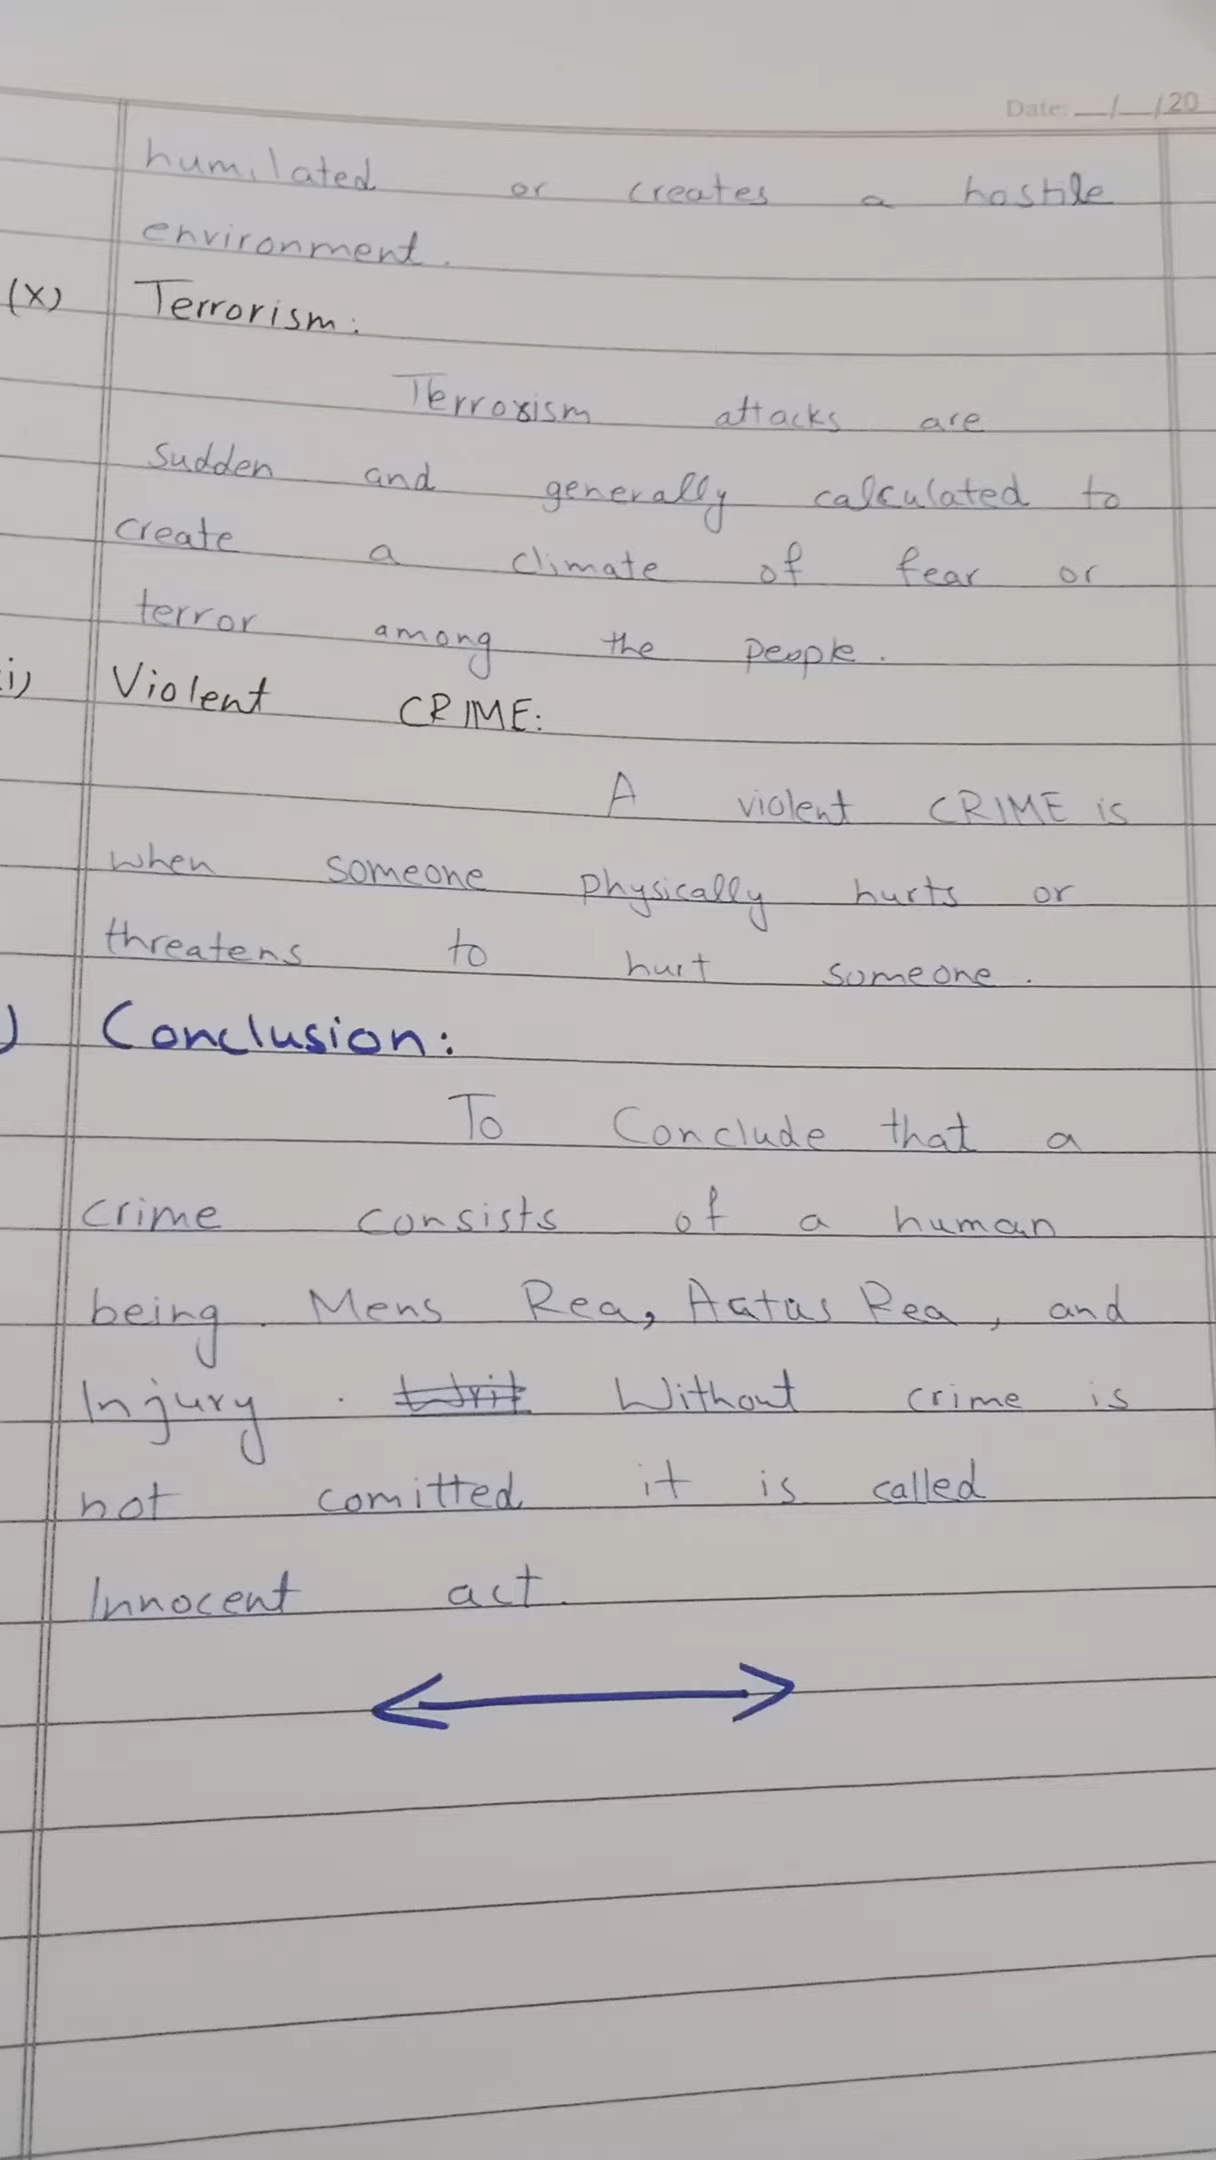 Date: __/__/20
humilated or creates a hostile
environment.
(x) Terrorism:
Terrorism attacks are
sudden and generally calculated to
create a climate of fear or
terror among the people.
i) Violent CRIME:
A violent CRIME is
when someone physically hurts or
threatens to hurt someone.
) Conclusion:
To Conclude that a
crime consists of a human
being. Mens Rea, Aatus Rea, and
Injury. Without crime is
not comitted it is called
Innocent act.